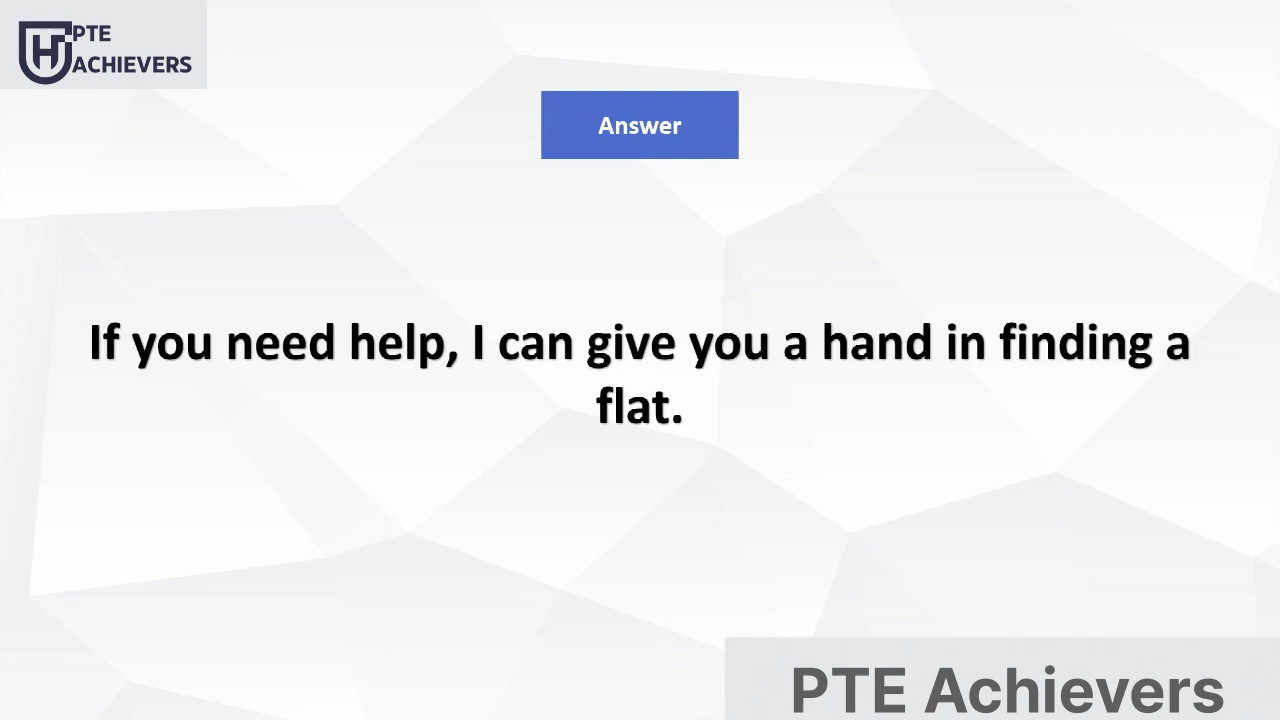 PTE
ACHIEVERS
Answer
If you need help, I can give you a hand in finding a
flat.
PTE Achievers